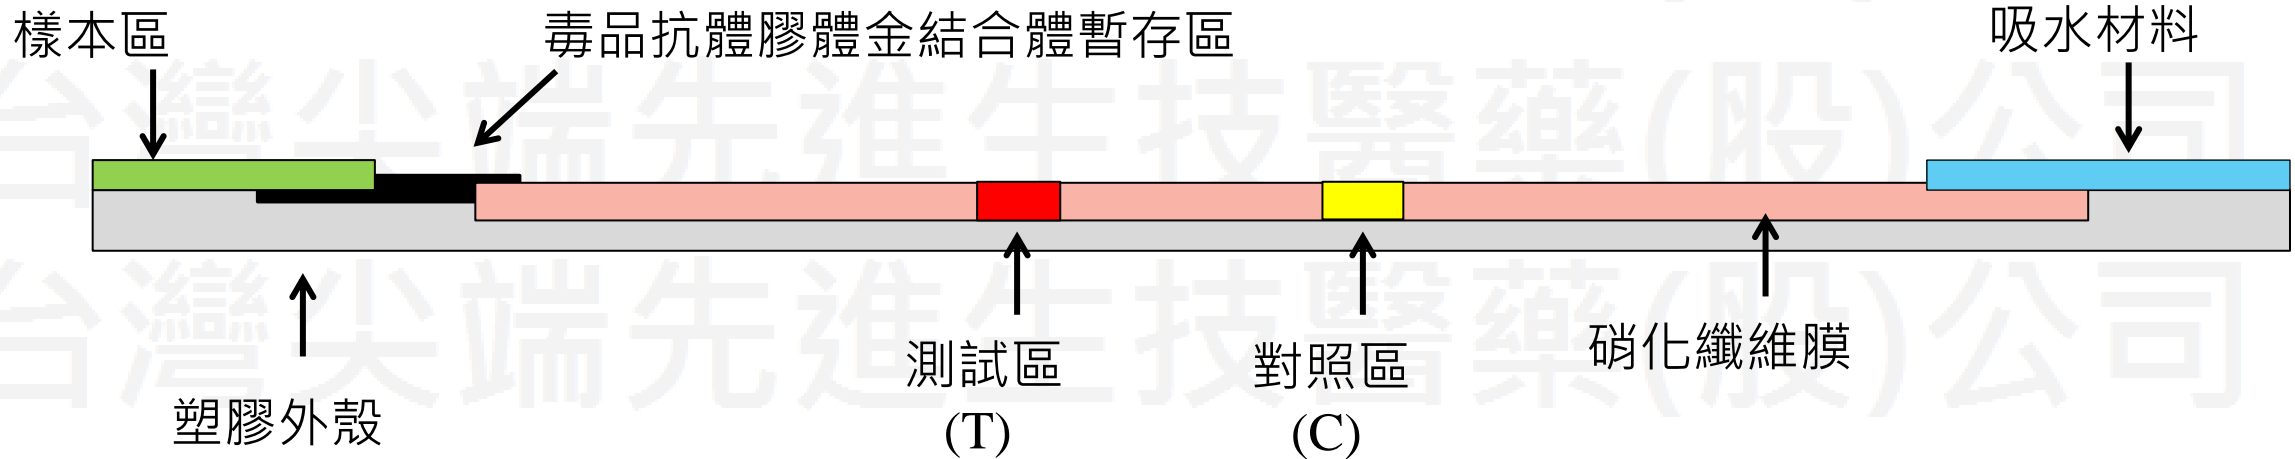 樣本區
毒品抗體膠體金結合體暫存區
吸水材料
台灣尖端先進生技醫藥(股)公司
台灣尖端先進生技醫藥(股)公司
塑膠外殼
測試區
(T)
對照區
(C)
硝化纖維膜